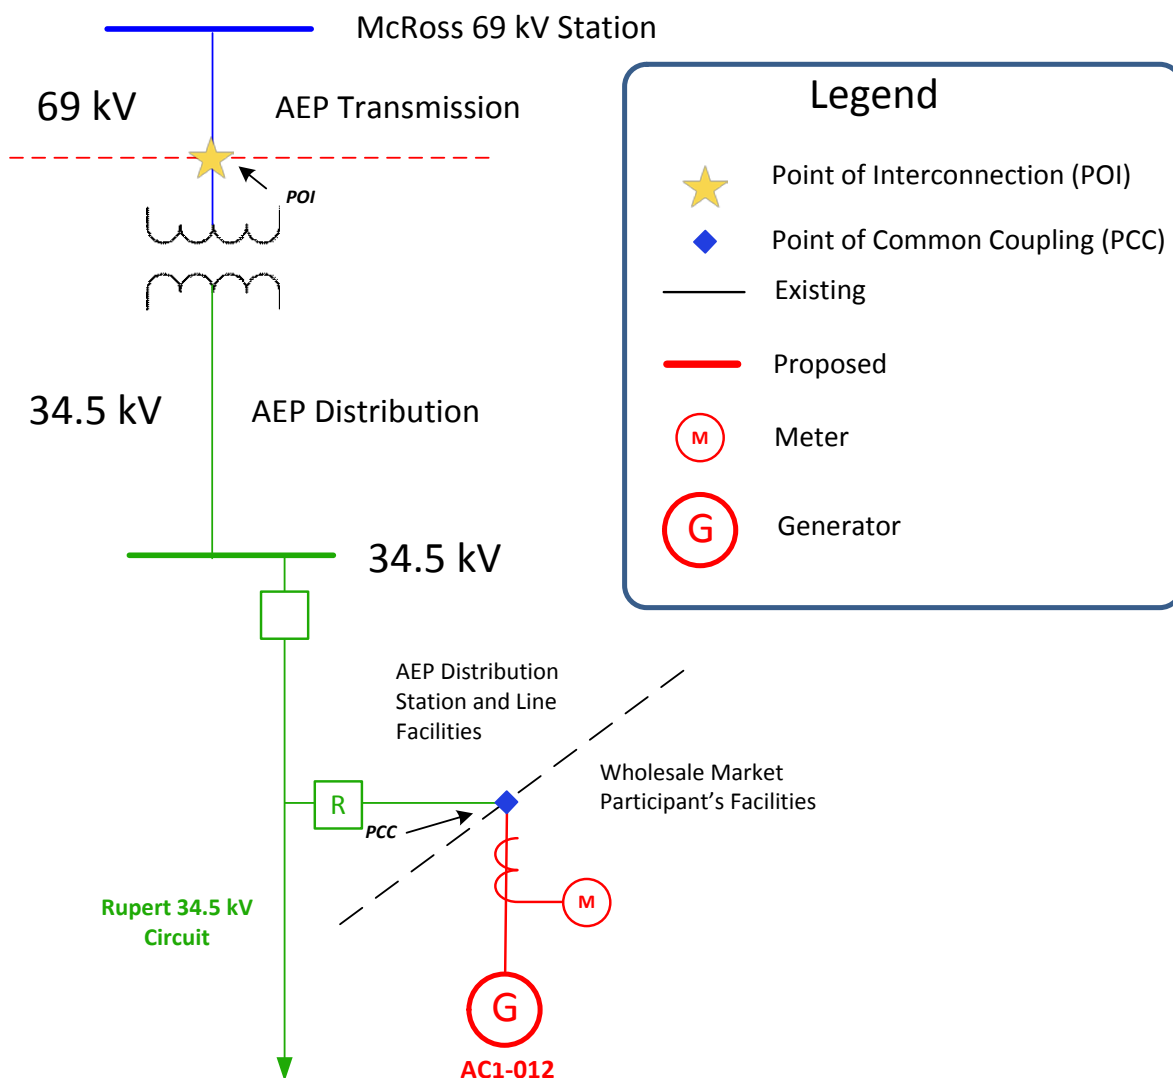 McRoss 69 kV Station
69 kV
AEP Transmission
POI
34.5 kV
AEP Distribution
34.5 kV
AEP Distribution
Station and Line
Facilities
Wholesale Market
Participant's Facilities
R
PCC
M
Rupert 34.5 kV
Circuit
G
AC1-012
Legend
Point of Interconnection (POI)
Point of Common Coupling (PCC)
Existing
Proposed
M
Meter
G
Generator